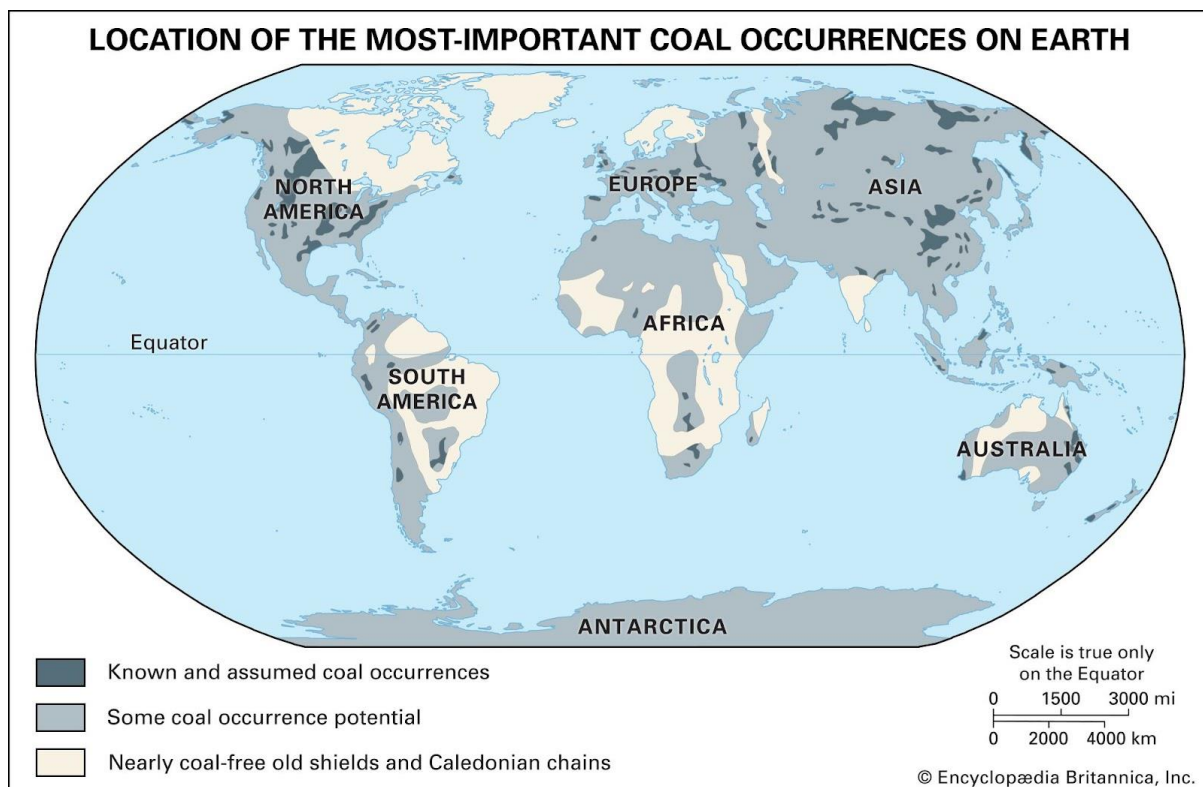 LOCATION OF THE MOST-IMPORTANT COAL OCCURRENCES ON EARTH
NORTH
AMERICA
EUROPE
ASIA
AFRICA
Equator
SOUTH
AMERICA
AUSTRALIA
ANTARCTICA
Known and assumed coal occurrences
Some coal occurrence potential
Nearly coal-free old shields and Caledonian chains
Scale is true only
on the Equator
0 1500 3000 mi
0 2000 4000 km
© Encyclopædia Britannica, Inc.